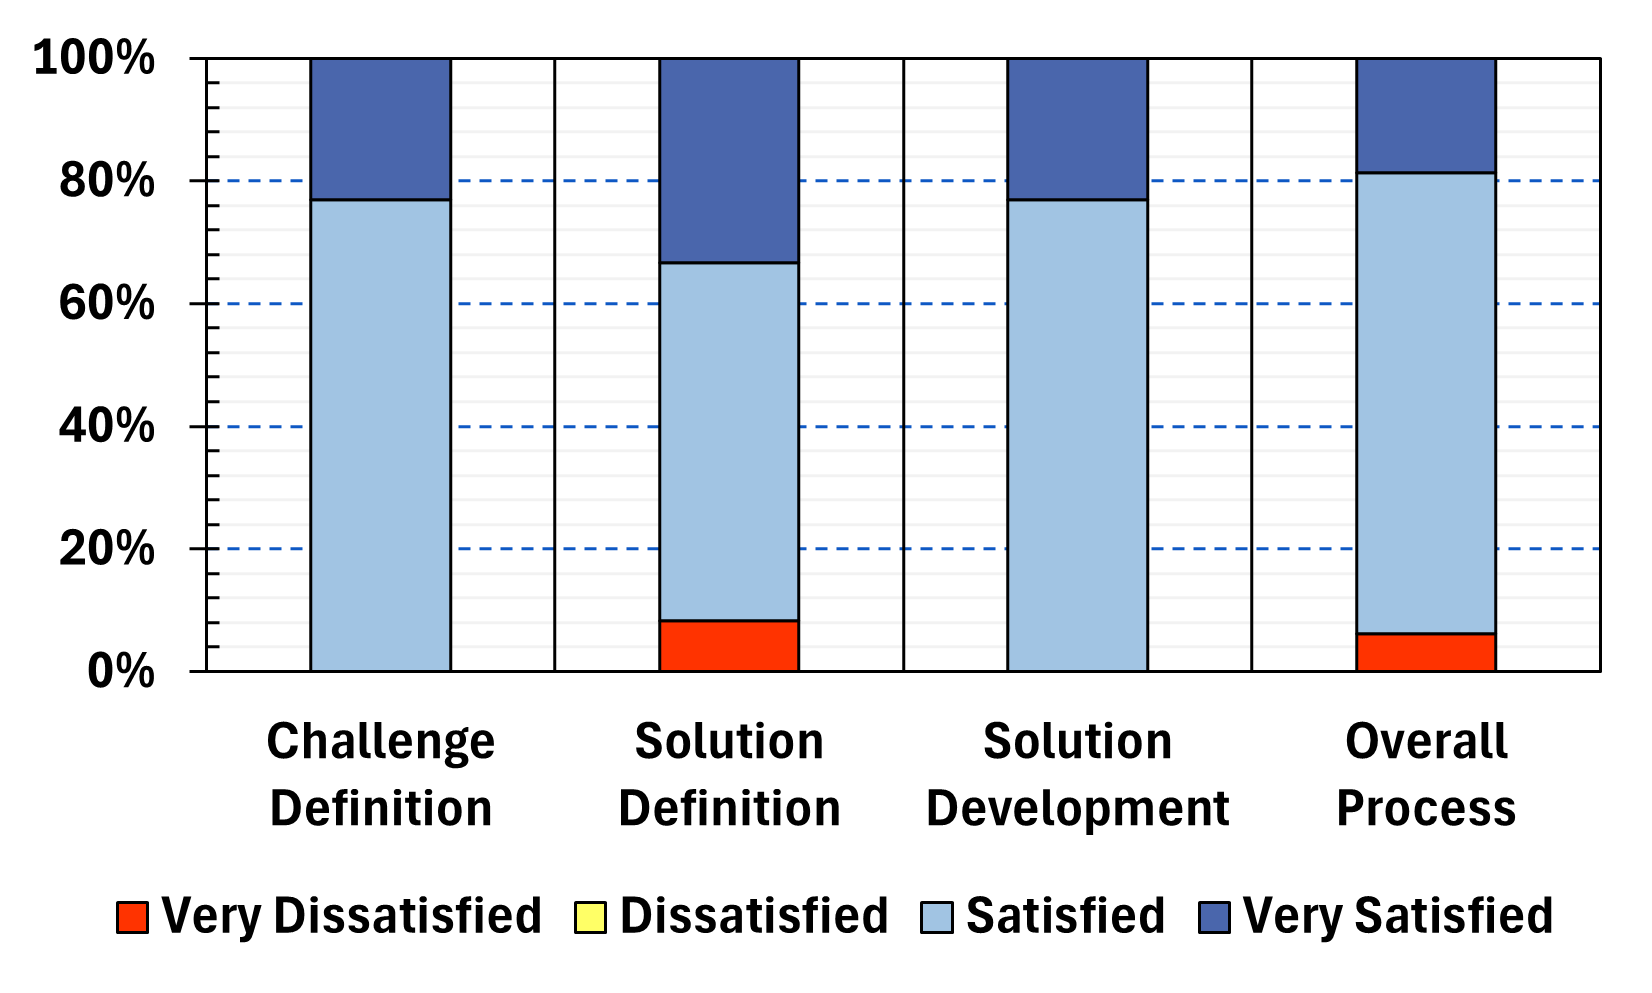 100%
80%
60%
40%
20%
0%
Challenge Definition
Solution Definition
Solution Development
Overall Process
Very Dissatisfied
Dissatisfied
Satisfied
Very Satisfied